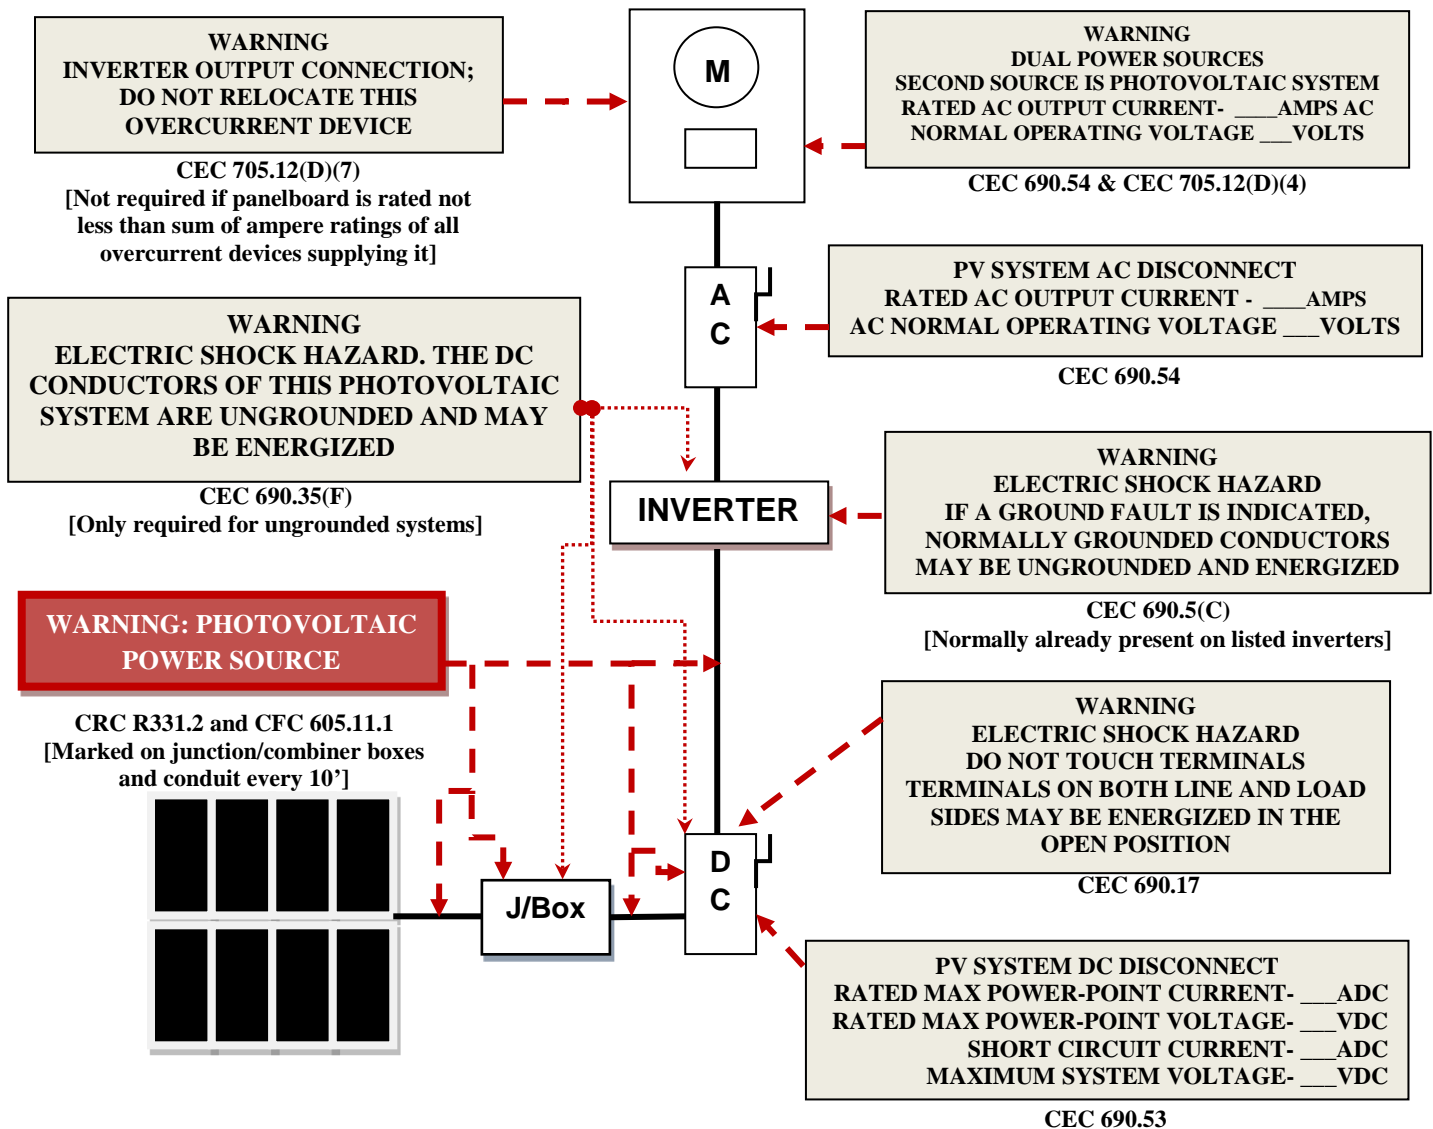 WARNING
INVERTER OUTPUT CONNECTION;
DO NOT RELOCATE THIS
OVERCURRENT DEVICE
CEC 705.12(D)(7)
[Not required if panelboard is rated not
less than sum of ampere ratings of all
overcurrent devices supplying it]
M
WARNING
DUAL POWER SOURCES
SECOND SOURCE IS PHOTOVOLTAIC SYSTEM
RATED AC OUTPUT CURRENT- ____AMPS AC
NORMAL OPERATING VOLTAGE ___VOLTS
CEC 690.54 & CEC 705.12(D)(4)
A
C
PV SYSTEM AC DISCONNECT
RATED AC OUTPUT CURRENT - ____AMPS
AC NORMAL OPERATING VOLTAGE ___VOLTS
CEC 690.54
WARNING
ELECTRIC SHOCK HAZARD. THE DC
CONDUCTORS OF THIS PHOTOVOLTAIC
SYSTEM ARE UNGROUNDED AND MAY
BE ENERGIZED
CEC 690.35(F)
[Only required for ungrounded systems]
INVERTER
WARNING
ELECTRIC SHOCK HAZARD
IF A GROUND FAULT IS INDICATED,
NORMALLY GROUNDED CONDUCTORS
MAY BE UNGROUNDED AND ENERGIZED
CEC 690.5(C)
[Normally already present on listed inverters]
WARNING: PHOTOVOLTAIC
POWER SOURCE
CRC R331.2 and CFC 605.11.1
[Marked on junction/combiner boxes
and conduit every 10’]
WARNING
ELECTRIC SHOCK HAZARD
DO NOT TOUCH TERMINALS
TERMINALS ON BOTH LINE AND LOAD
SIDES MAY BE ENERGIZED IN THE
OPEN POSITION
CEC 690.17
J/Box
D
C
PV SYSTEM DC DISCONNECT
RATED MAX POWER-POINT CURRENT- ___ADC
RATED MAX POWER-POINT VOLTAGE- ___VDC
SHORT CIRCUIT CURRENT- ___ADC
MAXIMUM SYSTEM VOLTAGE- ___VDC
CEC 690.53